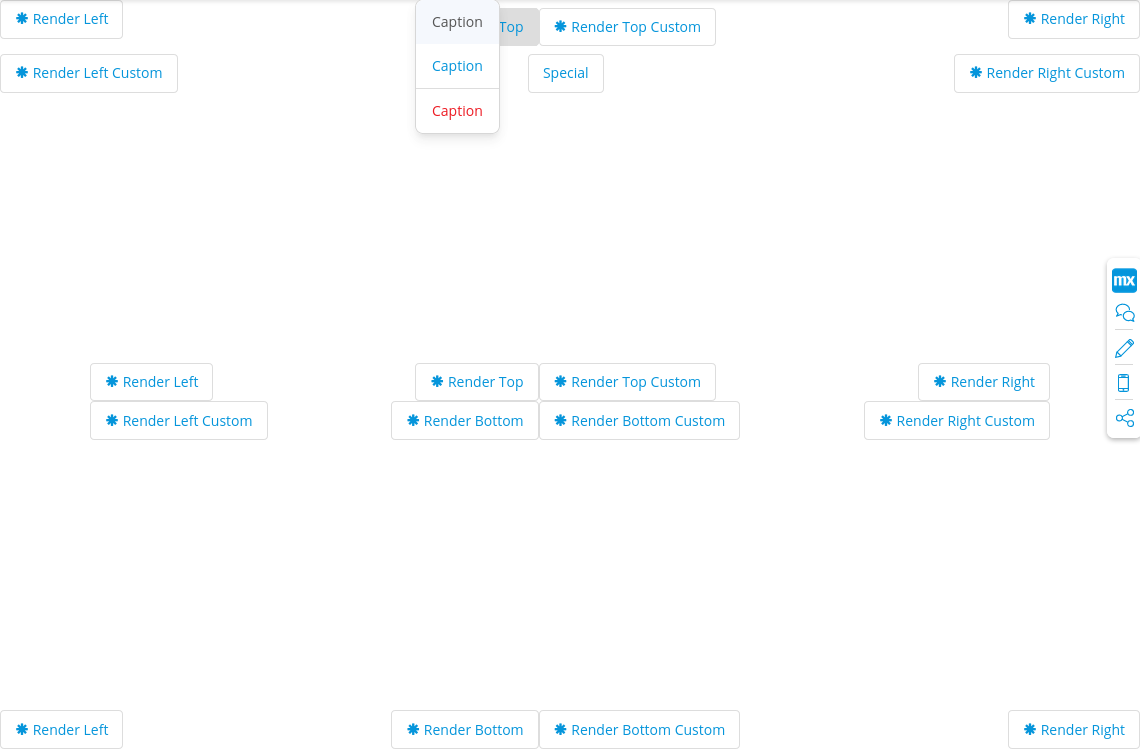 Render Left
Caption
Top
Render Top Custom
Render Right
Render Left Custom
Caption
Special
Render Right Custom
Caption
mx
Render Left
Render Top
Render Top Custom
Render Right
Render Left Custom
Render Bottom
Render Bottom Custom
Render Right Custom
Render Left
Render Bottom
Render Bottom Custom
Render Right